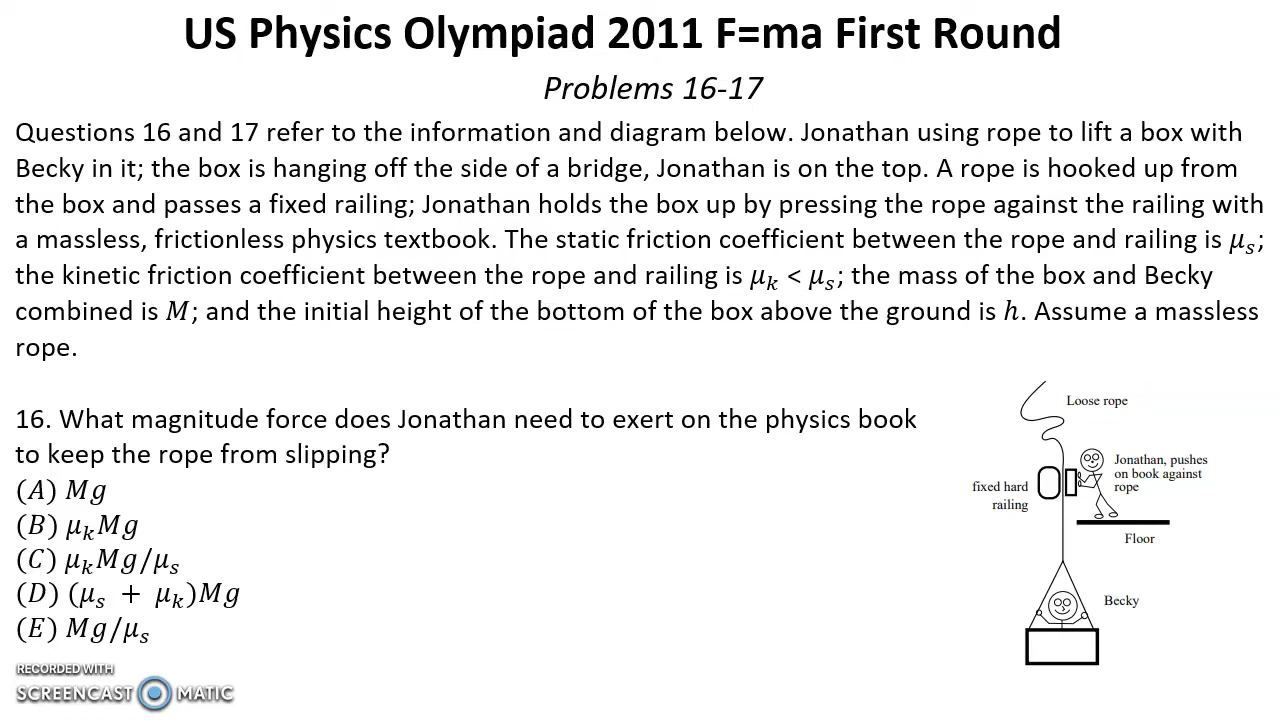 US Physics Olympiad 2011 F=ma First Round
Problems 16-17
Questions 16 and 17 refer to the information and diagram below. Jonathan using rope to lift a box with
Becky in it; the box is hanging off the side of a bridge, Jonathan is on the top. A rope is hooked up from
the box and passes a fixed railing; Jonathan holds the box up by pressing the rope against the railing with
a massless, frictionless physics textbook. The static friction coefficient between the rope and railing is μₛ;
the kinetic friction coefficient between the rope and railing is μₖ < μₛ; the mass of the box and Becky
combined is M; and the initial height of the bottom of the box above the ground is h. Assume a massless
rope.
16. What magnitude force does Jonathan need to exert on the physics book
to keep the rope from slipping?
(A) Mg
(B) μₖMg
(C) μₖMg/μₛ
(D) (μₛ + μₖ)Mg
(E) Mg/μₛ
Loose rope
Jonathan, pushes
on book against
rope
fixed hard
railing
Floor
Becky
RECORDED WITH
SCREENCAST MATIC